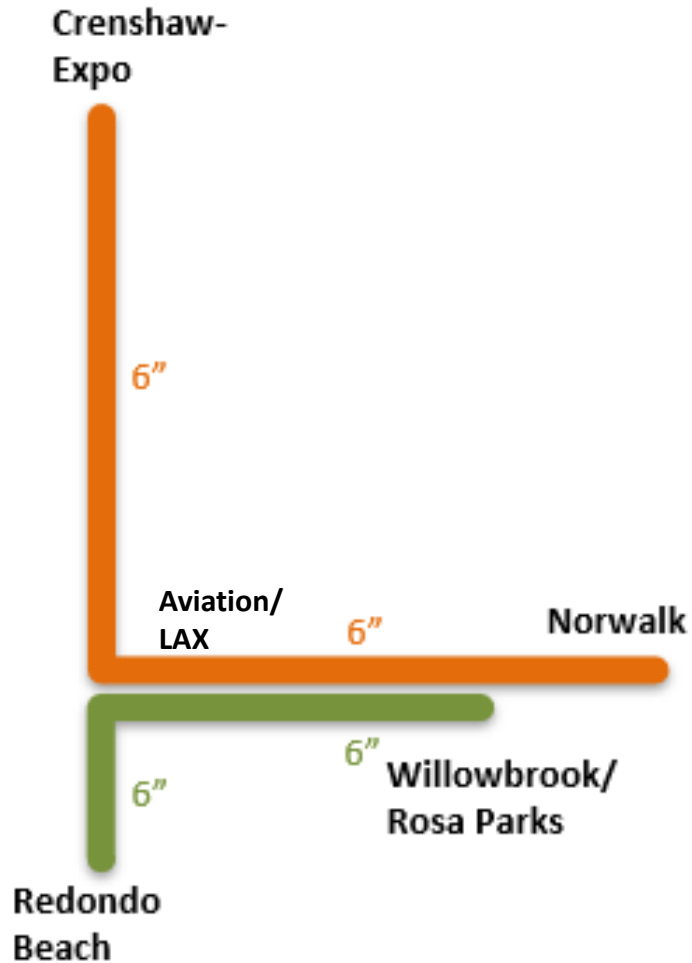 Crenshaw-
Expo
6”
Aviation/
LAX
6”
Norwalk
6”
Willowbrook/
Rosa Parks
6”
Redondo
Beach